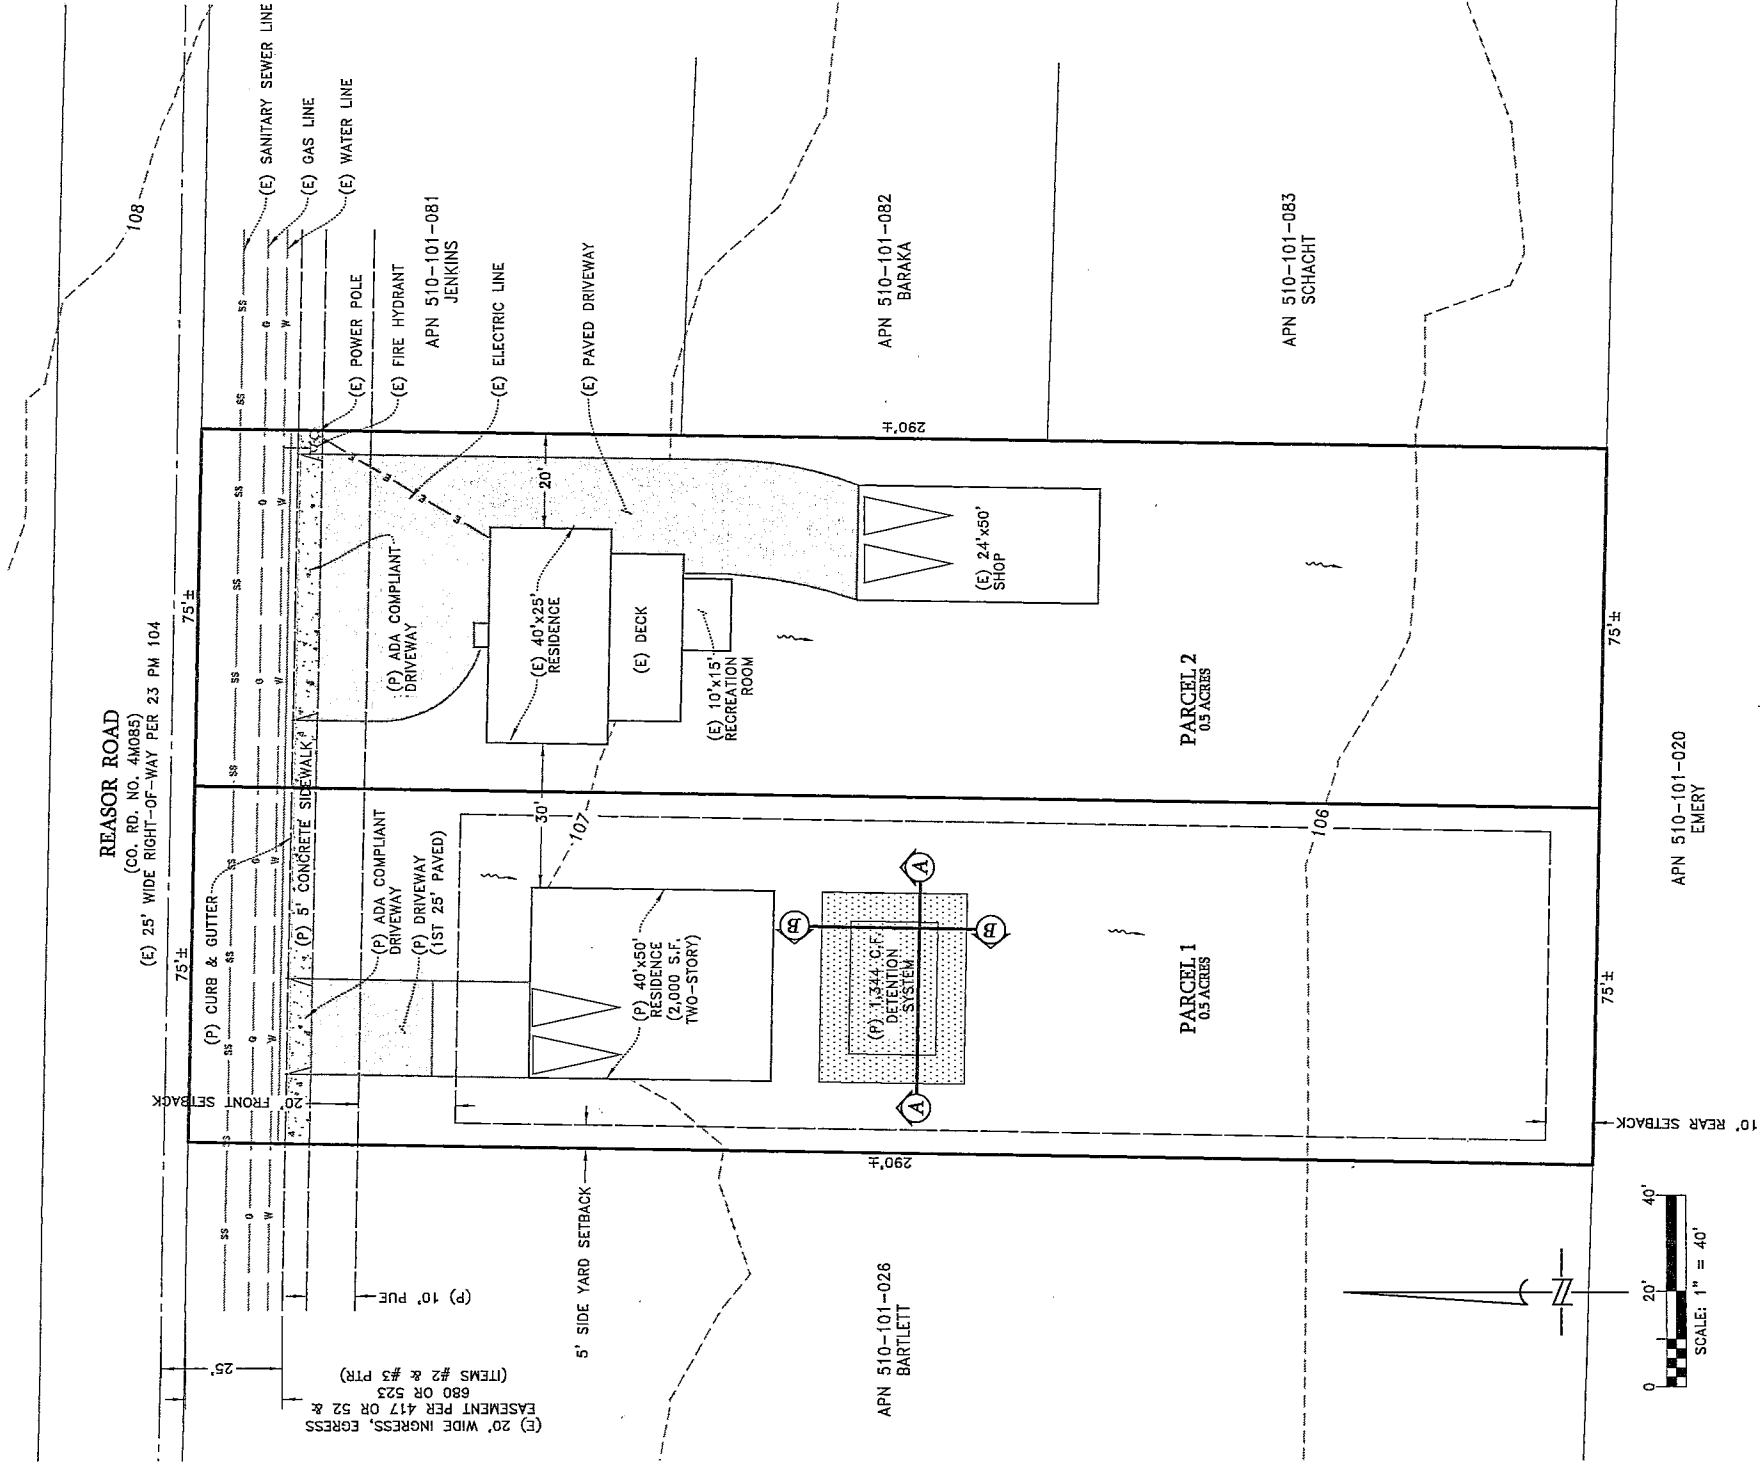 REASOR ROAD
(CO. RD. NO. 4M085)
(E) 25' WIDE RIGHT-OF-WAY PER 23 PM 104
75'±
75'±
(E) SANITARY SEWER LINE
(E) GAS LINE
(E) WATER LINE
108
SS
G
W
(E) POWER POLE
(E) FIRE HYDRANT
APN 510-101-081
JENKINS
(E) ELECTRIC LINE
(E) PAVED DRIVEWAY
APN 510-101-082
BARAKA
APN 510-101-083
SCHACHT
290'±
20'
E
E
E
(P) ADA COMPLIANT
DRIVEWAY
(E) 40'x25'
RESIDENCE
(E) DECK
(E) 10'x15'
RECREATION
ROOM
(E) 24'x50'
SHOP
PARCEL 2
0.5 ACRES
75'±
(P) CURB & GUTTER
(P) 5' CONCRETE SIDEWALK
(P) ADA COMPLIANT
DRIVEWAY
(P) DRIVEWAY
(1ST 25' PAVED)
30'
107
(P) 40'x50'
RESIDENCE
(2,000 S.F.
TWO-STORY)
B
B
A
A
(P) 1,344 C.F.
DETENTION
SYSTEM
PARCEL 1
0.5 ACRES
106
75'±
APN 510-101-020
EMERY
20' FRONT SETBACK
290'±
10' REAR SETBACK
5' SIDE YARD SETBACK
(P) 10' PUE
25'
(E) 20' WIDE INGRESS, EGRESS
EASEMENT PER 417 OR 52 &
680 OR 523
(ITEMS #2 & #3 PTR)
APN 510-101-026
BARTLETT
0 20' 40'
SCALE: 1" = 40'